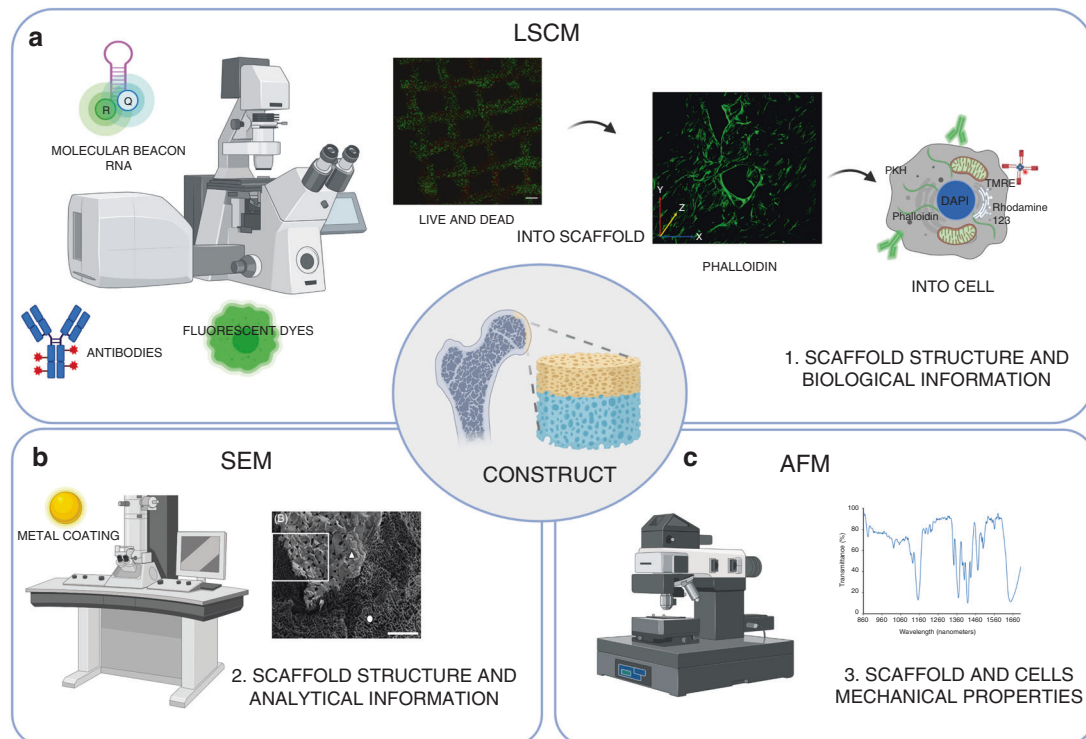 a
LSCM
R
Q
MOLECULAR BEACON
RNA
LIVE AND DEAD
INTO SCAFFOLD
Y
Z
X
PHALLOIDIN
PKH
TMRE
DAPI
Rhodamine
123
Phalloidin
INTO CELL
ANTIBODIES
FLUORESCENT DYES
1. SCAFFOLD STRUCTURE AND
BIOLOGICAL INFORMATION
CONSTRUCT
b
SEM
METAL COATING
(B)
2. SCAFFOLD STRUCTURE AND
ANALYTICAL INFORMATION
c
AFM
Transmittance (%)
100
80
60
40
20
0
860 960 1060 1160 1260 1360 1460 1560 1660
Wavelength (nanometers)
3. SCAFFOLD AND CELLS
MECHANICAL PROPERTIES